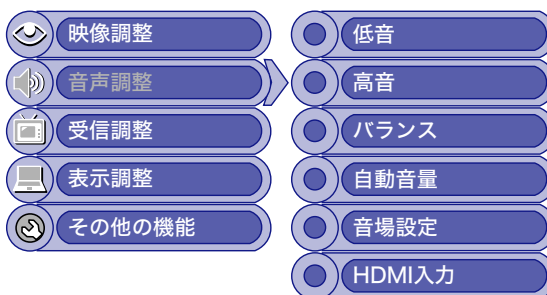 映像調整
音声調整
受信調整
表示調整
その他の機能
低音
高音
バランス
自動音量
音場設定
HDMI入力